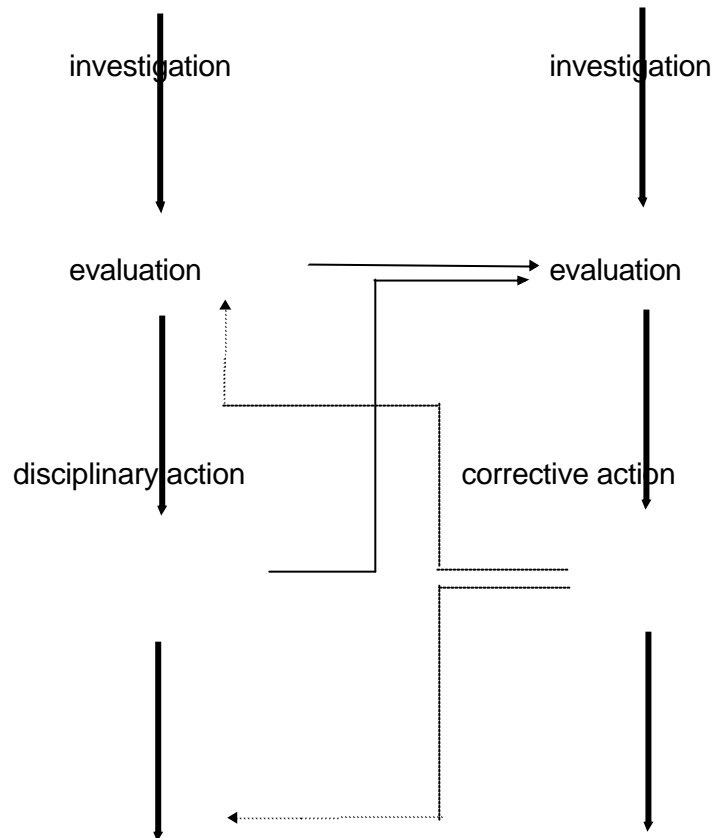 investigation
investigation
evaluation
evaluation
disciplinary action
corrective action